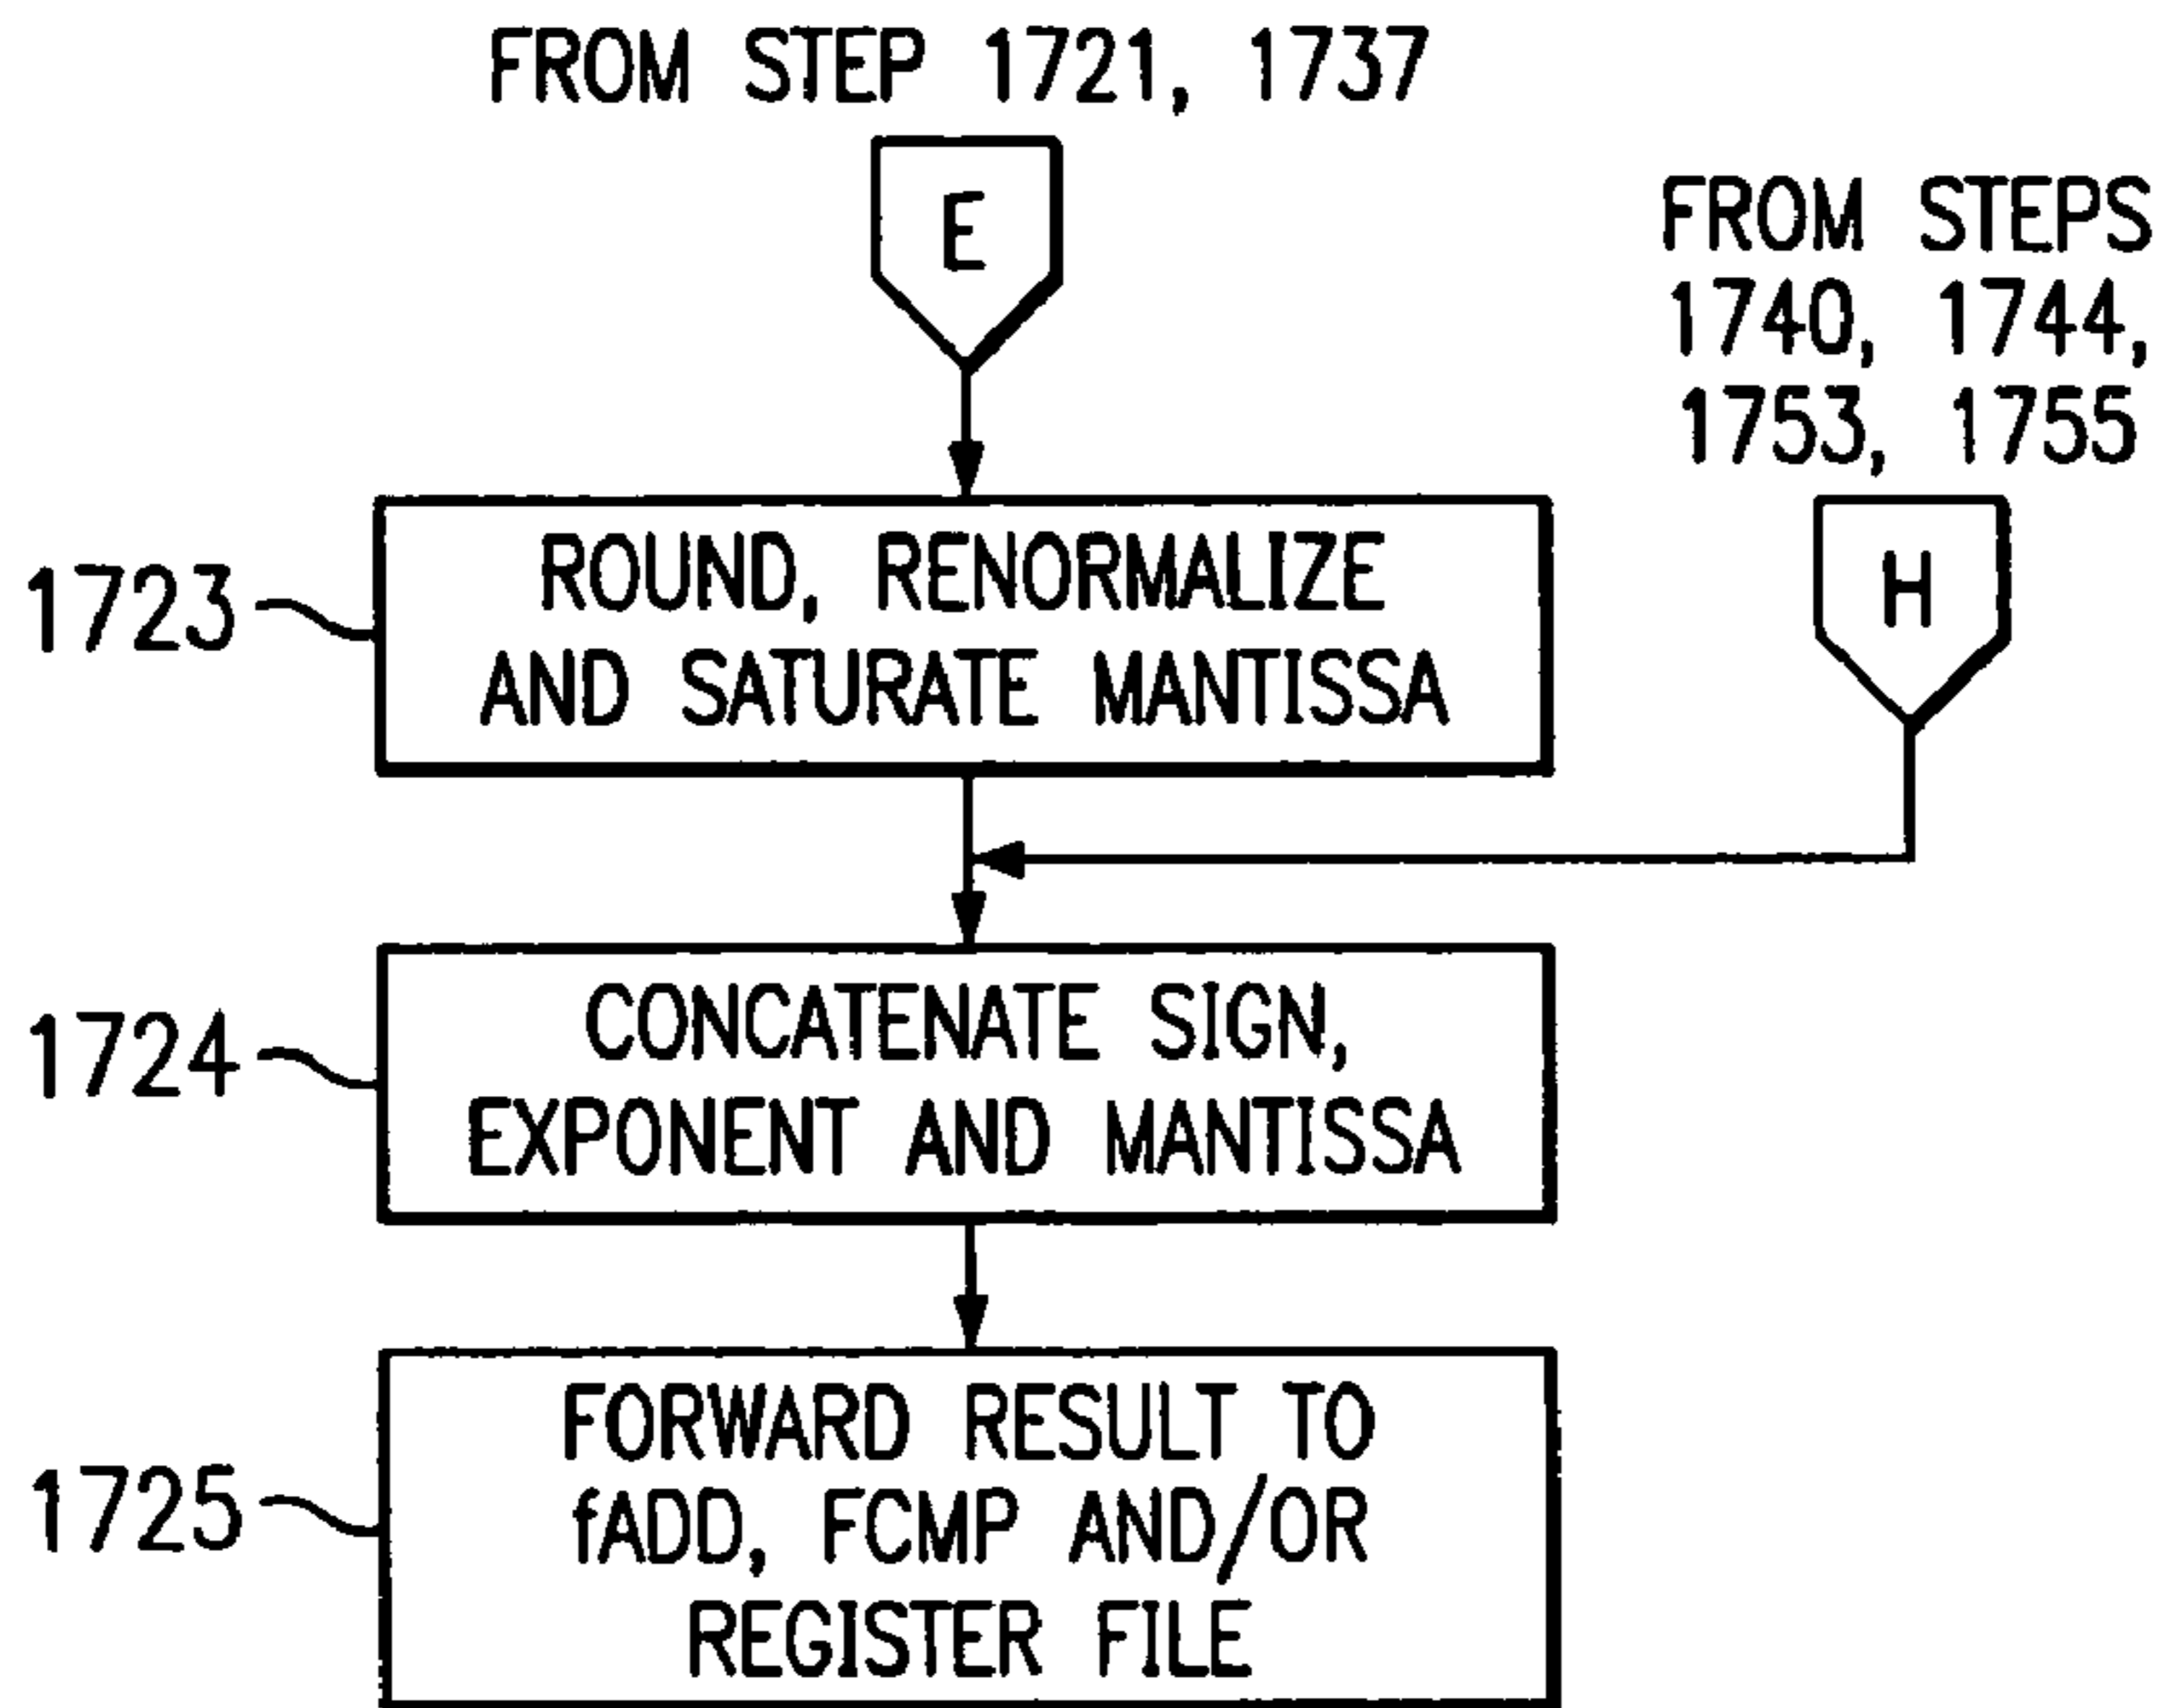 FROM STEP 1721, 1737
E
FROM STEPS
1740, 1744,
1753, 1755
H
1723
ROUND, RENORMALIZE
AND SATURATE MANTISSA
1724
CONCATENATE SIGN,
EXPONENT AND MANTISSA
1725
FORWARD RESULT TO
fADD, FCMP AND/OR
REGISTER FILE